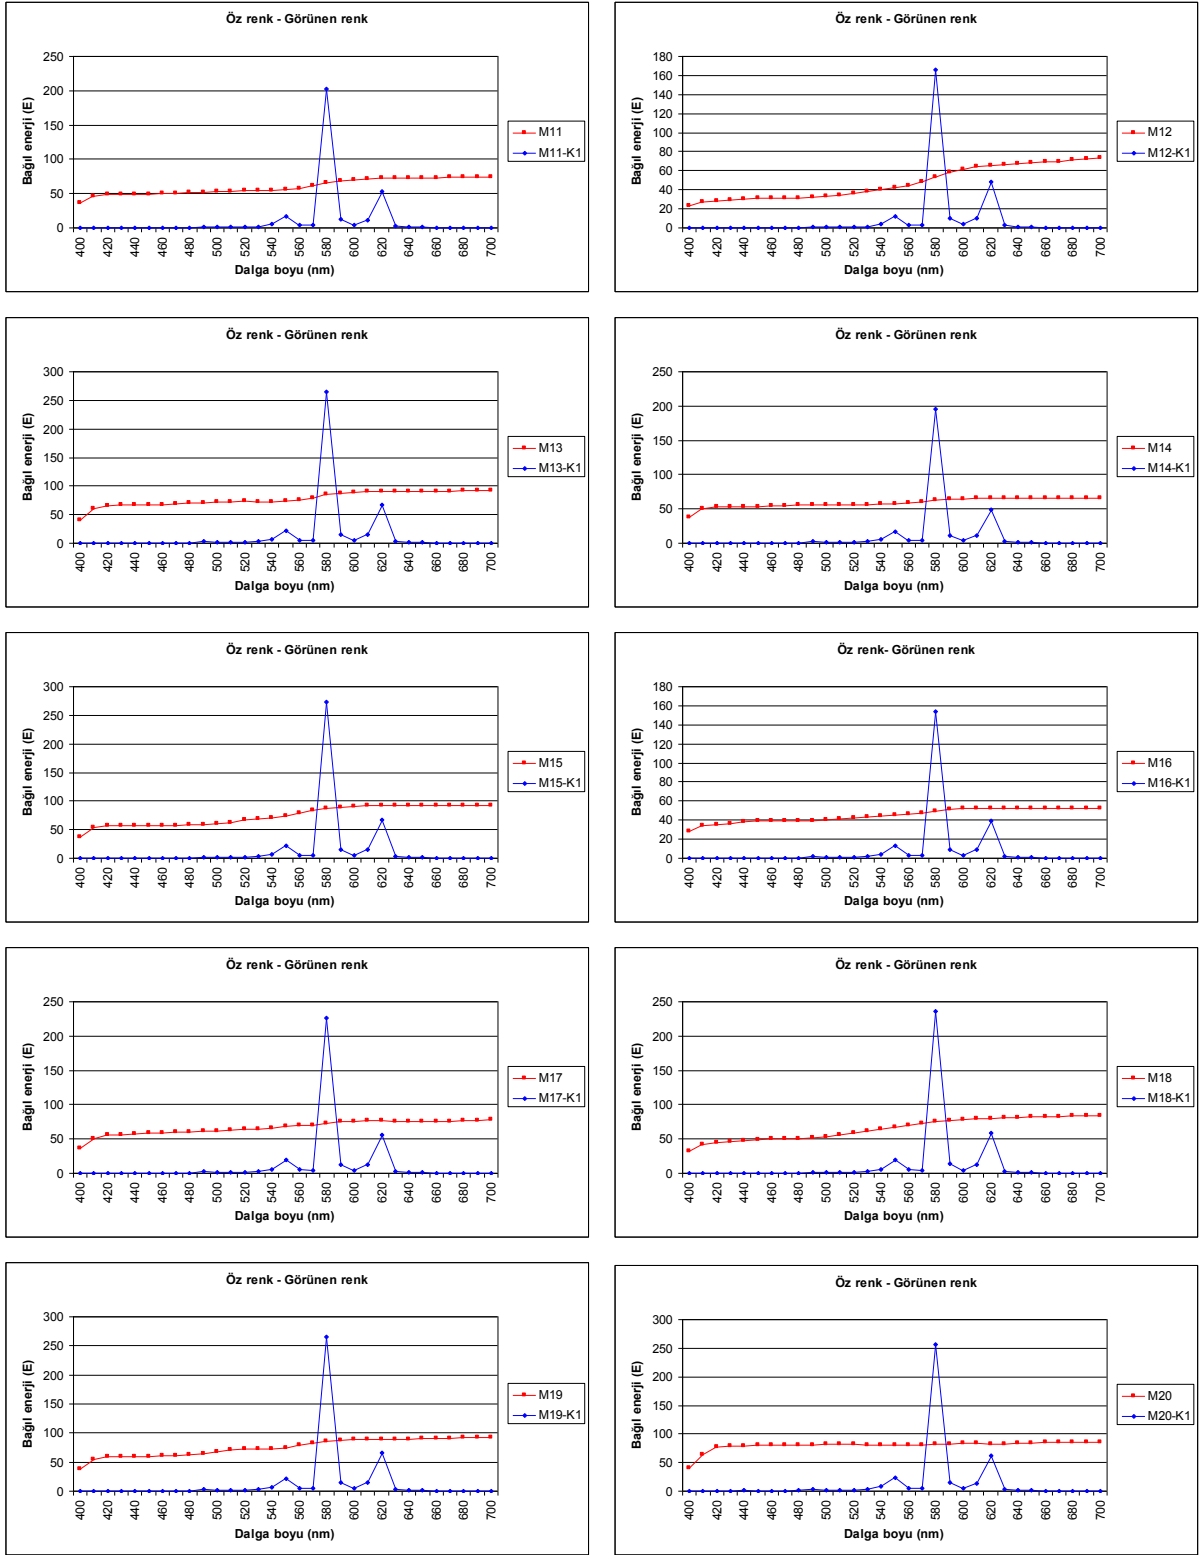 Öz renk - Görünen renk
Bağıl enerji (E)
250
200
150
100
50
0
400 420 440 460 480 500 520 540 560 580 600 620 640 660 680 700
Dalga boyu (nm)
M11
M11-K1
Öz renk - Görünen renk
Bağıl enerji (E)
180
160
140
120
100
80
60
40
20
0
400 420 440 460 480 500 520 540 560 580 600 620 640 660 680 700
Dalga boyu (nm)
M12
M12-K1
Öz renk - Görünen renk
Bağıl enerji (E)
300
250
200
150
100
50
0
400 420 440 460 480 500 520 540 560 580 600 620 640 660 680 700
Dalga boyu (nm)
M13
M13-K1
Öz renk - Görünen renk
Bağıl enerji (E)
250
200
150
100
50
0
400 420 440 460 480 500 520 540 560 580 600 620 640 660 680 700
Dalga boyu (nm)
M14
M14-K1
Öz renk - Görünen renk
Bağıl enerji (E)
300
250
200
150
100
50
0
400 420 440 460 480 500 520 540 560 580 600 620 640 660 680 700
Dalga boyu (nm)
M15
M15-K1
Öz renk- Görünen renk
Bağıl enerji (E)
180
160
140
120
100
80
60
40
20
0
400 420 440 460 480 500 520 540 560 580 600 620 640 660 680 700
Dalga boyu (nm)
M16
M16-K1
Öz renk - Görünen renk
Bağıl enerji (E)
250
200
150
100
50
0
400 420 440 460 480 500 520 540 560 580 600 620 640 660 680 700
Dalga boyu (nm)
M17
M17-K1
Öz renk - Görünen renk
Bağıl enerji (E)
250
200
150
100
50
0
400 420 440 460 480 500 520 540 560 580 600 620 640 660 680 700
Dalga boyu (nm)
M18
M18-K1
Öz renk - Görünen renk
Bağıl enerji (E)
300
250
200
150
100
50
0
400 420 440 460 480 500 520 540 560 580 600 620 640 660 680 700
Dalga boyu (nm)
M19
M19-K1
Öz renk - Görünen renk
Bağıl enerji (E)
300
250
200
150
100
50
0
400 420 440 460 480 500 520 540 560 580 600 620 640 660 680 700
Dalga boyu (nm)
M20
M20-K1